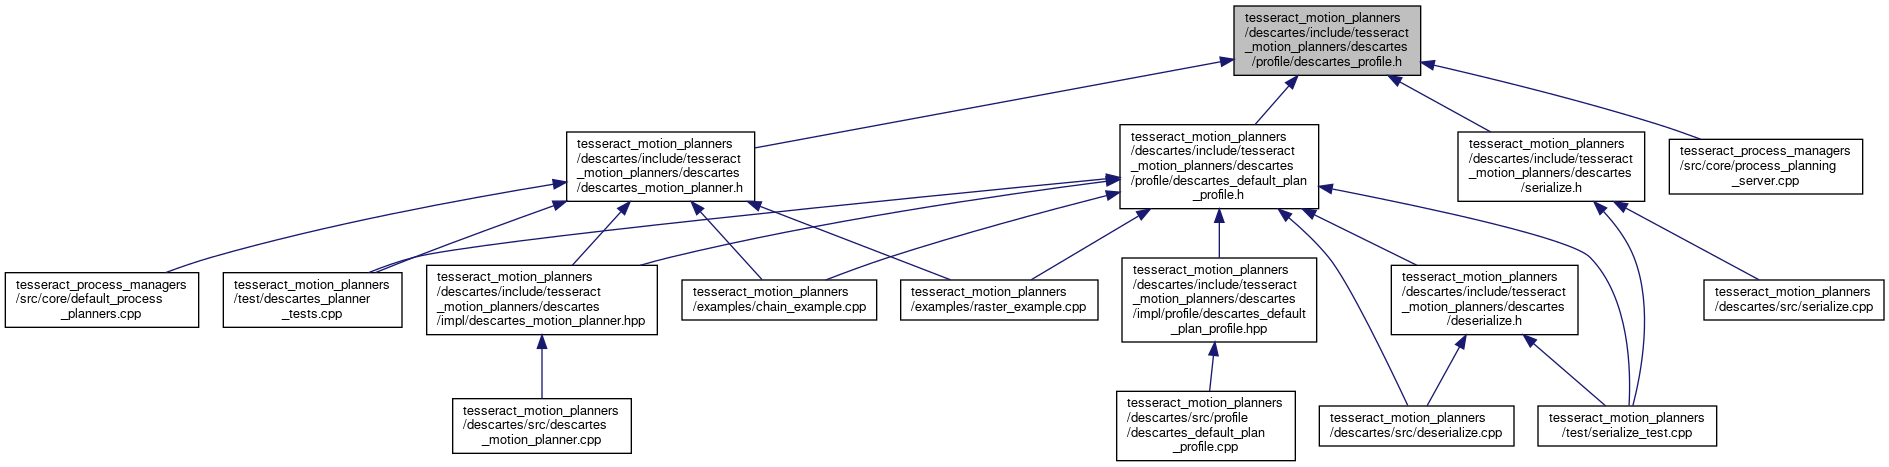 tesseract_motion_planners
/descartes/include/tesseract
_motion_planners/descartes
/profile/descartes_profile.h
tesseract_motion_planners
/descartes/include/tesseract
_motion_planners/descartes
/descartes_motion_planner.h
tesseract_motion_planners
/descartes/include/tesseract
_motion_planners/descartes
/profile/descartes_default_plan
_profile.h
tesseract_motion_planners
/descartes/include/tesseract
_motion_planners/descartes
/serialize.h
tesseract_process_managers
/src/core/process_planning
_server.cpp
tesseract_process_managers
/src/core/default_process
_planners.cpp
tesseract_motion_planners
/test/descartes_planner
_tests.cpp
tesseract_motion_planners
/descartes/include/tesseract
_motion_planners/descartes
/impl/descartes_motion_planner.hpp
tesseract_motion_planners
/examples/chain_example.cpp
tesseract_motion_planners
/examples/raster_example.cpp
tesseract_motion_planners
/descartes/include/tesseract
_motion_planners/descartes
/impl/profile/descartes_default
_plan_profile.hpp
tesseract_motion_planners
/descartes/include/tesseract
_motion_planners/descartes
/deserialize.h
tesseract_motion_planners
/descartes/src/serialize.cpp
tesseract_motion_planners
/descartes/src/descartes
_motion_planner.cpp
tesseract_motion_planners
/descartes/src/profile
/descartes_default_plan
_profile.cpp
tesseract_motion_planners
/descartes/src/deserialize.cpp
tesseract_motion_planners
/test/serialize_test.cpp